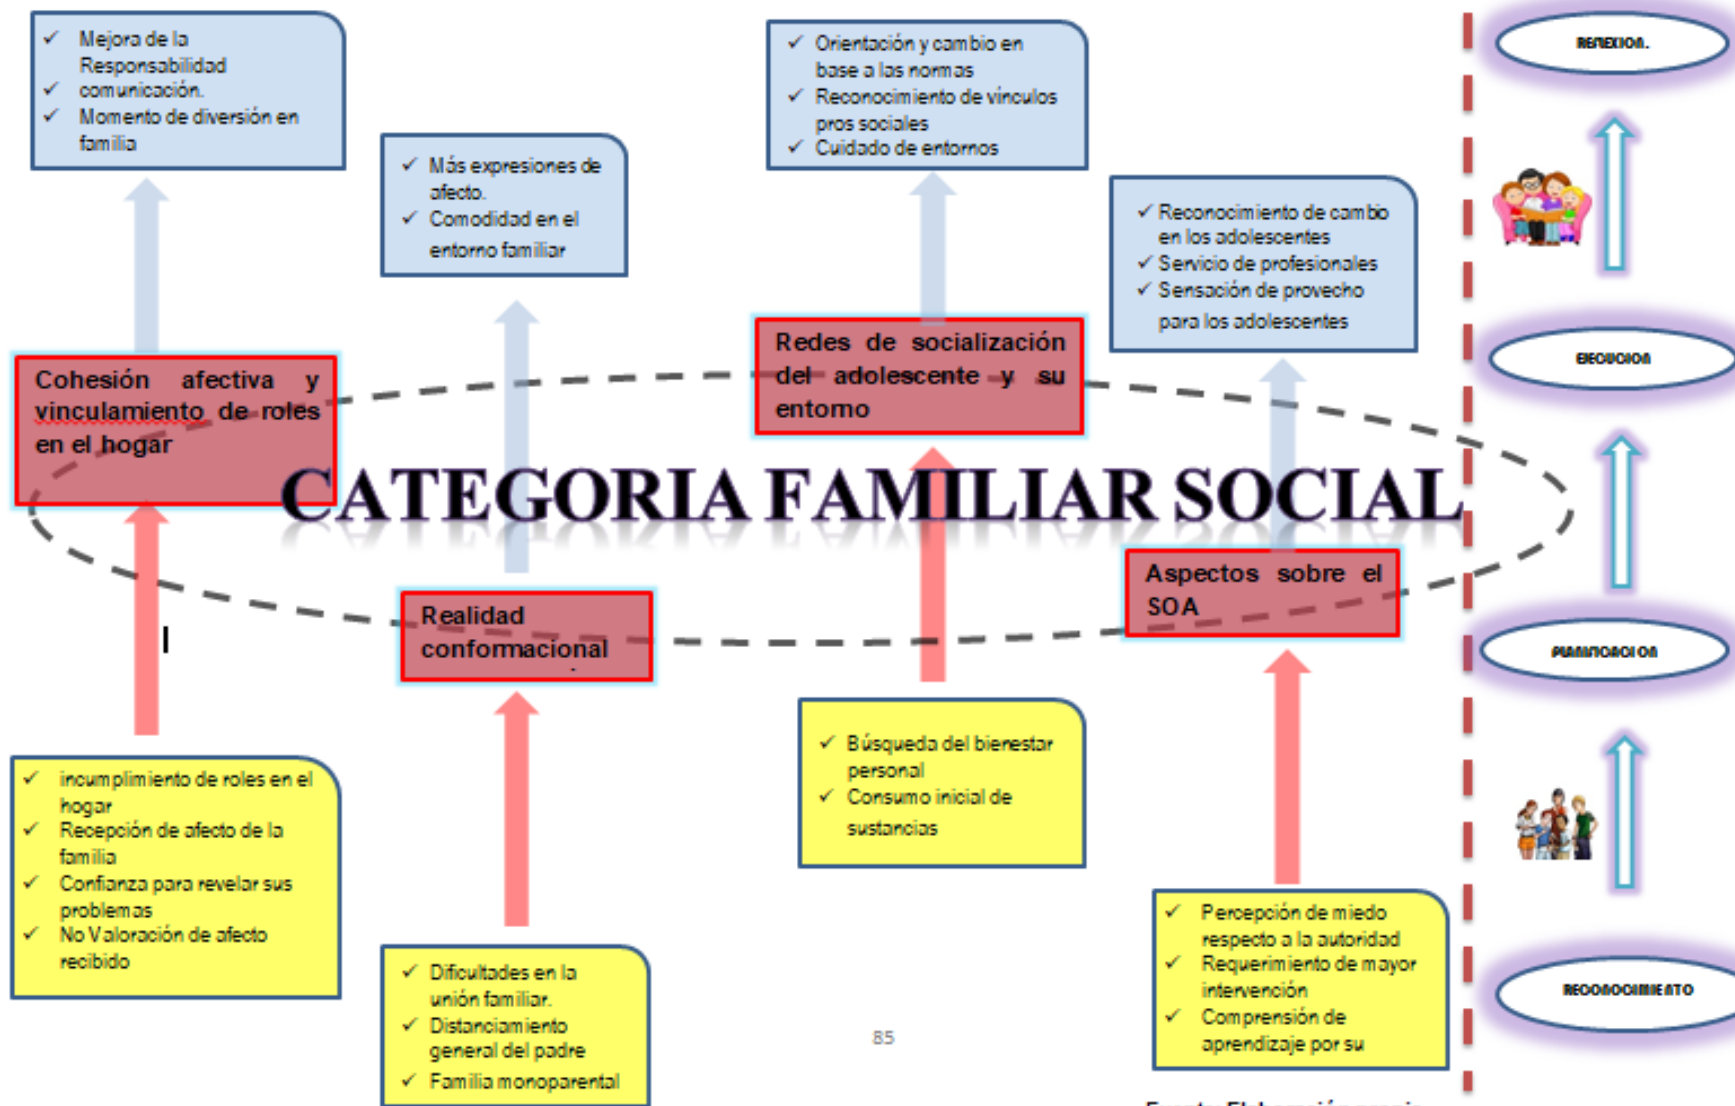 Mejora de la
Responsabilidad
comunicación.
Momento de diversión en
familia
Más expresiones de
afecto.
Comodidad en el
entorno familiar
Orientación y cambio en
base a las normas
Reconocimiento de vínculos
pros sociales
Cuidado de entornos
Reconocimiento de cambio
en los adolescentes
Servicio de profesionales
Sensación de provecho
para los adolescentes
Cohesión afectiva y
vinculamiento de roles
en el hogar
Redes de socialización
del adolescente y su
entorno
CATEGORIA FAMILIAR SOCIAL
Realidad
conformacional
Aspectos sobre el
SOA
incumplimiento de roles en el
hogar
Recepción de afecto de la
familia
Confianza para revelar sus
problemas
No Valoración de afecto
recibido
Dificultades en la
unión familiar.
Distanciamiento
general del padre
Familia monoparental
Búsqueda del bienestar
personal
Consumo inicial de
sustancias
Percepción de miedo
respecto a la autoridad
Requerimiento de mayor
intervención
Comprensión de
aprendizaje por su
REFLEXION.
EJECUCION
PLANIFICACION
RECONOCIMIENTO
85
Fuente: Elaboración propia